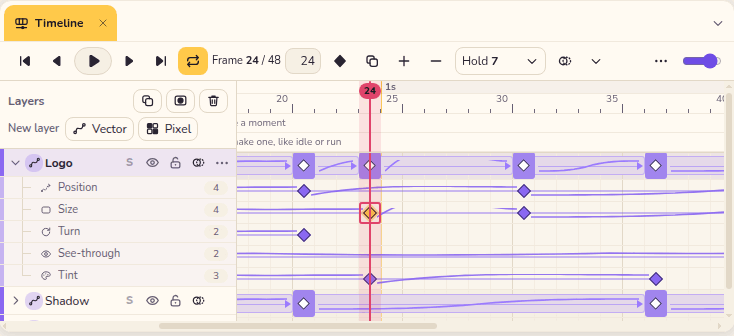 Timeline
Frame 24 / 48 24 Hold 7
Layers
New layer Vector Pixel
24 1s
20 25 30 35 40
a moment
make one, like idle or run
Logo S
Position 4
Size 4
Turn 2
See-through 2
Tint 3
Shadow S